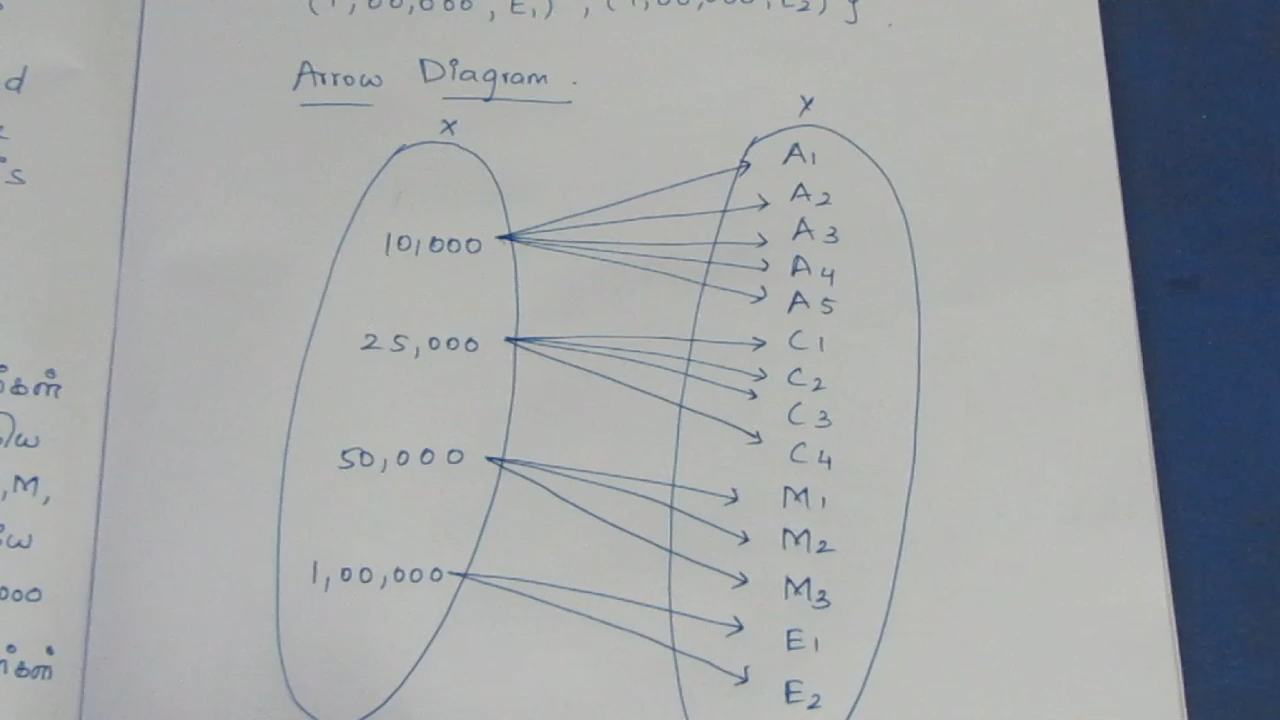 (1,00,000, E1), (1,00,000, E2) }
Arrow Diagram.
X
Y
A1
A2
10,000
A3
A4
A5
25,000
C1
C2
C3
50,000
C4
M1
M2
1,00,000
M3
E1
E2
d
's
்கள்
,M,
000